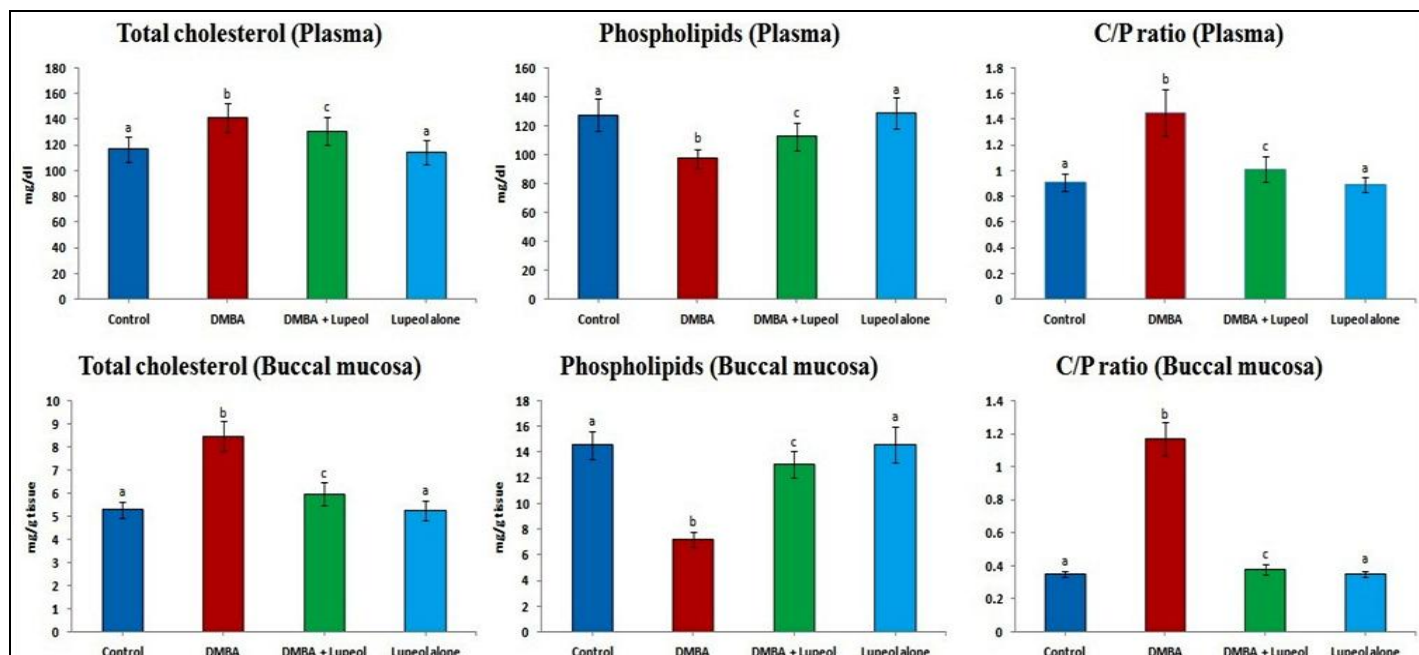 Total cholesterol (Plasma)
180
160
140
120
100
80
60
40
20
0
mg/dl
a
b
c
a
Control DMBA DMBA + Lupeol Lupeol alone
Phospholipids (Plasma)
160
140
120
100
80
60
40
20
0
mg/dl
a
b
c
a
Control DMBA DMBA + Lupeol Lupeol alone
C/P ratio (Plasma)
1.8
1.6
1.4
1.2
1
0.8
0.6
0.4
0.2
0
a
b
c
a
Control DMBA DMBA + Lupeol Lupeol alone
Total cholesterol (Buccal mucosa)
10
9
8
7
6
5
4
3
2
1
0
mg/g tissue
a
b
c
a
Control DMBA DMBA + Lupeol Lupeol alone
Phospholipids (Buccal mucosa)
18
16
14
12
10
8
6
4
2
0
mg/g tissue
a
b
c
a
Control DMBA DMBA + Lupeol Lupeol alone
C/P ratio (Buccal mucosa)
1.4
1.2
1
0.8
0.6
0.4
0.2
0
a
b
c
a
Control DMBA DMBA + Lupeol Lupeol alone